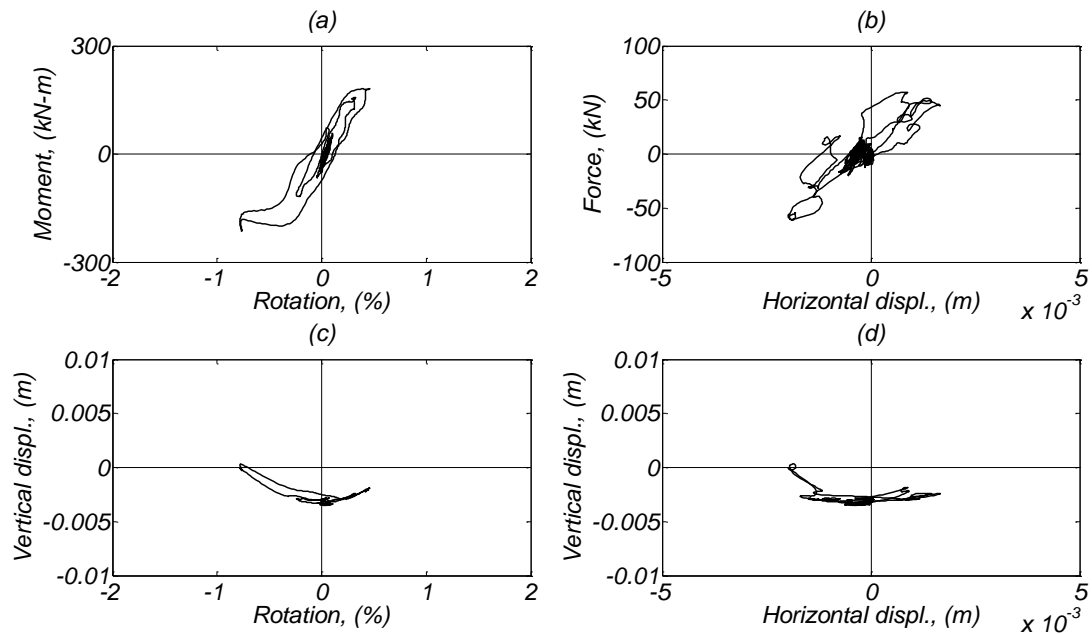 (a)
300
0
-300
Moment, (kN-m)
-2 -1 0 1 2
Rotation, (%)
(b)
100
50
0
-50
-100
Force, (kN)
-5 0 5
Horizontal displ., (m)
x 10-3
(c)
0.01
0.005
0
-0.005
-0.01
Vertical displ., (m)
-2 -1 0 1 2
Rotation, (%)
(d)
0.01
0.005
0
-0.005
-0.01
Vertical displ., (m)
-5 0 5
Horizontal displ., (m)
x 10-3